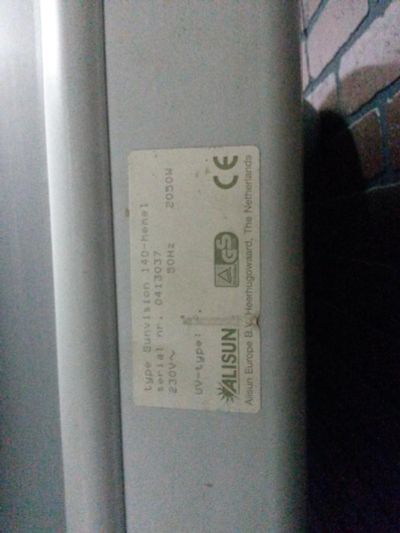 type Sunvision 140-hemel
serial nr. 0413037
230V~ 50Hz 2050W
uv-type:
ALISUN GS CE
Alisun Europe B.V. Heerhugowaard, The Netherlands